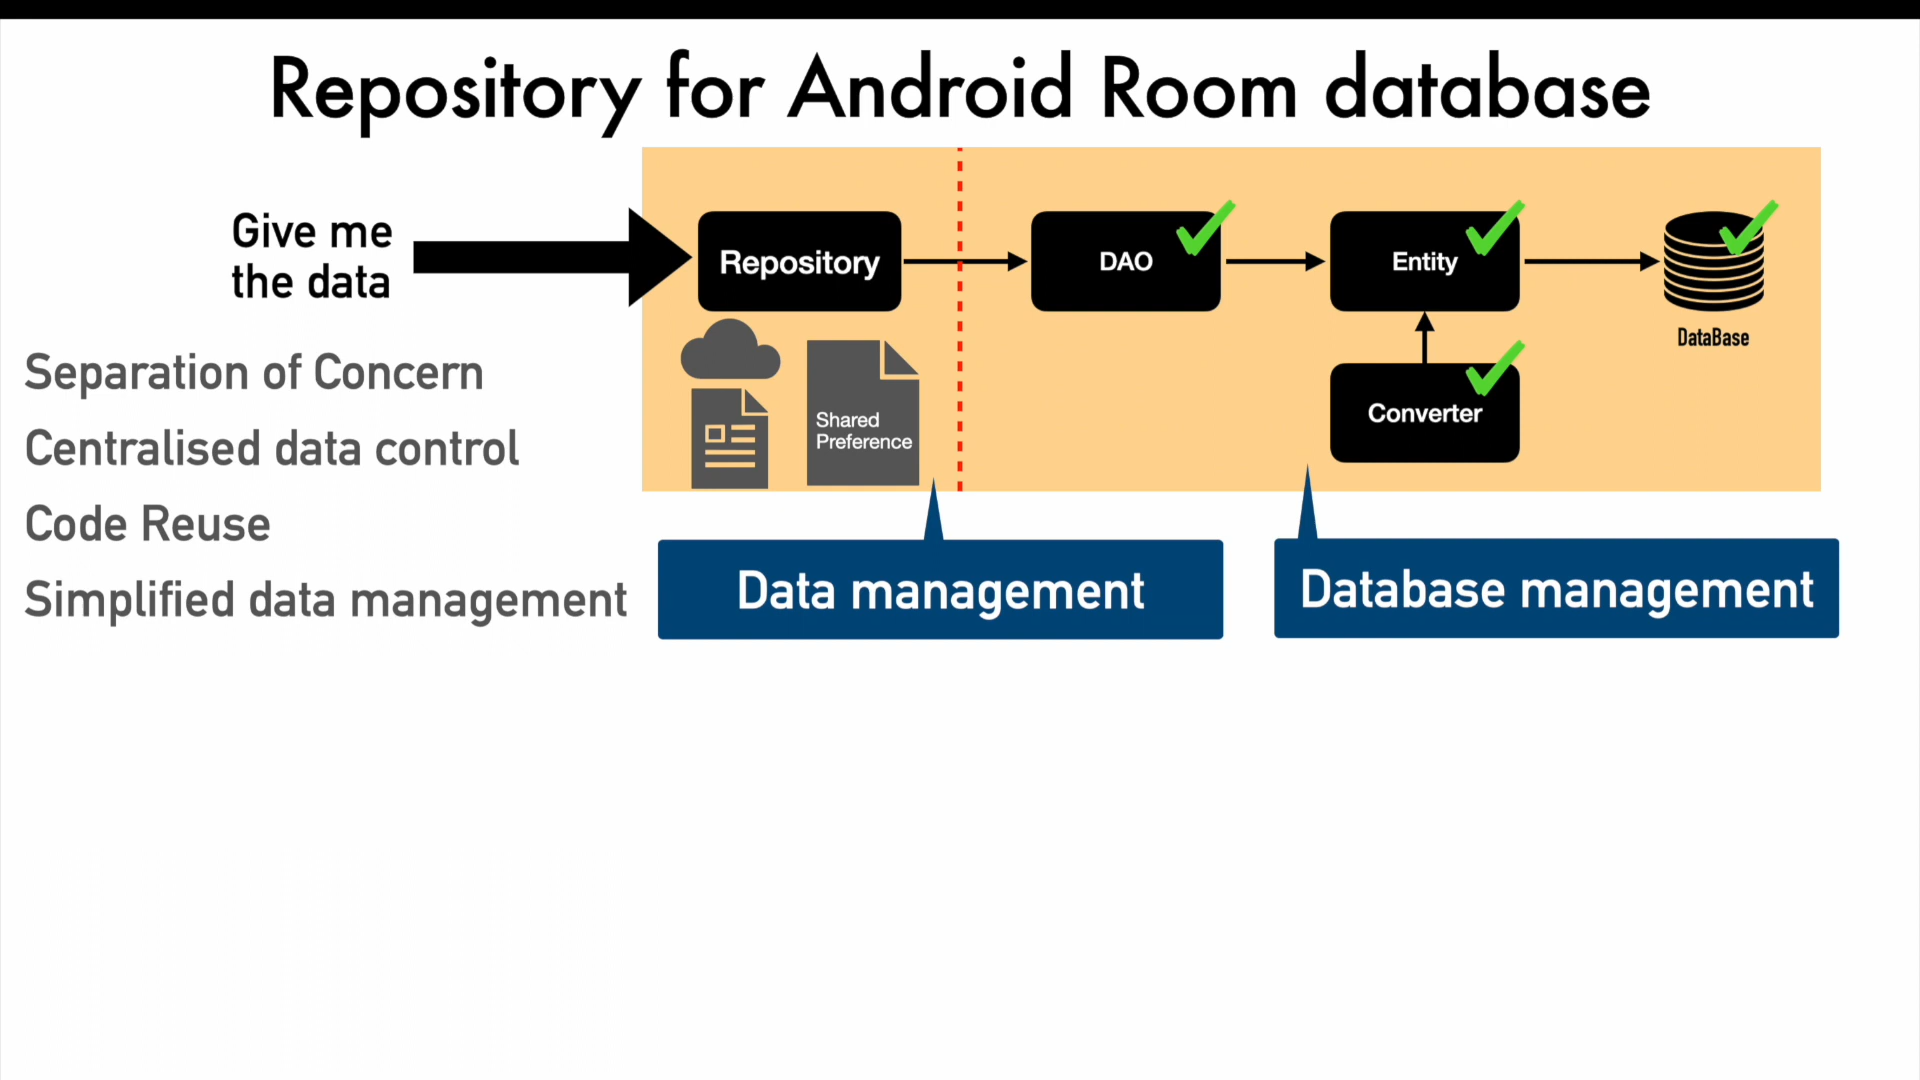 Repository for Android Room database
Give me
the data
Repository
DAO
Entity
DataBase
Converter
Shared
Preference
Separation of Concern
Centralised data control
Code Reuse
Simplified data management
Data management
Database management